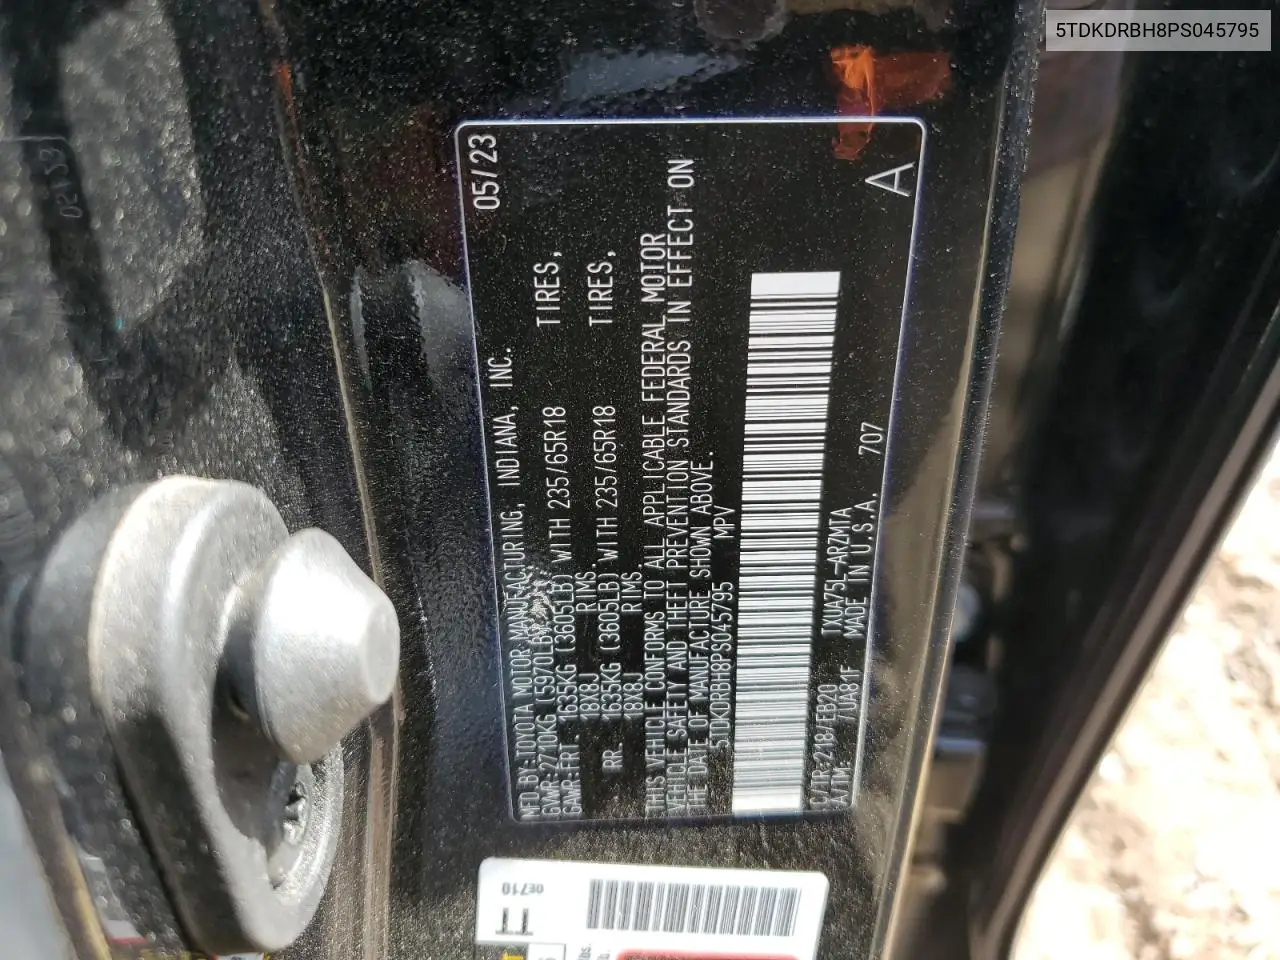 5TDKDRBH8PS045795
MFD BY: TOYOTA MOTOR MANUFACTURING, INDIANA, INC. 05/23
GVWR: 2710KG (5970LB)
GAWR: FRT. 1635KG (3605LB) WITH 235/65R18 TIRES,
18X8J RIMS,
RR. 1635KG (3605LB) WITH 235/65R18 TIRES,
18X8J RIMS.
THIS VEHICLE CONFORMS TO ALL APPLICABLE FEDERAL MOTOR
VEHICLE SAFETY AND THEFT PREVENTION STANDARDS IN EFFECT ON
THE DATE OF MANUFACTURE SHOWN ABOVE.
5TDKDRBH8PS045795 MPV
C/TR: 218/EB20 TXUA75L-ARZMTA
A/TM: /UA81F MADE IN U.S.A. 707
A
0E710